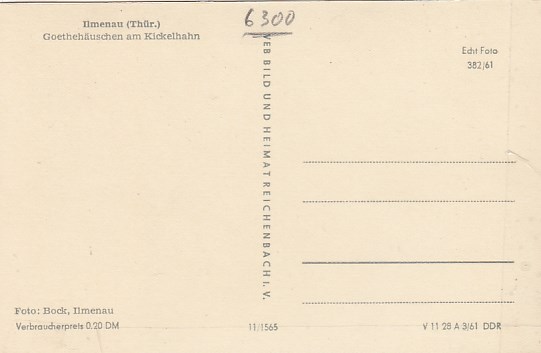 Ilmenau (Thür.)
Goethehäuschen am Kickelhahn
6300
Echt Foto
382/61
VEB BILD UND HEIMAT REICHENBACH I. V.
Foto: Bock, Ilmenau
Verbraucherpreis 0,20 DM
11/1565
V 11 28 A 3/61 DDR